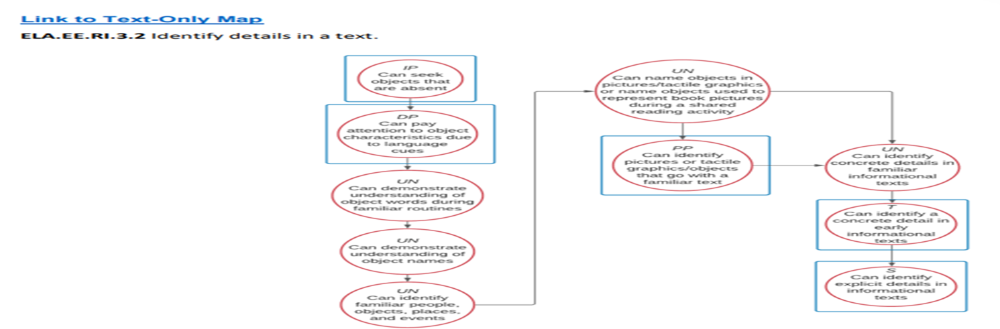 Link to Text-Only Map
ELA.EE.RI.3.2 Identify details in a text.
IP
Can seek
objects that
are absent
DP
Can pay
attention to object
characteristics due
to language
cues
UN
Can demonstrate
understanding of
object words during
familiar routines
UN
Can demonstrate
understanding of
object names
UN
Can identify
familiar people,
objects, places,
and events
UN
Can name objects in
pictures/tactile graphics
or name objects used to
represent book pictures
during a shared
reading activity
PP
Can identify
pictures or tactile
graphics/objects
that go with a
familiar text
UN
Can identify
concrete details in
familiar
informational
texts
T
Can identify a
concrete detail in
early
informational
texts
S
Can identify
explicit details in
informational
texts